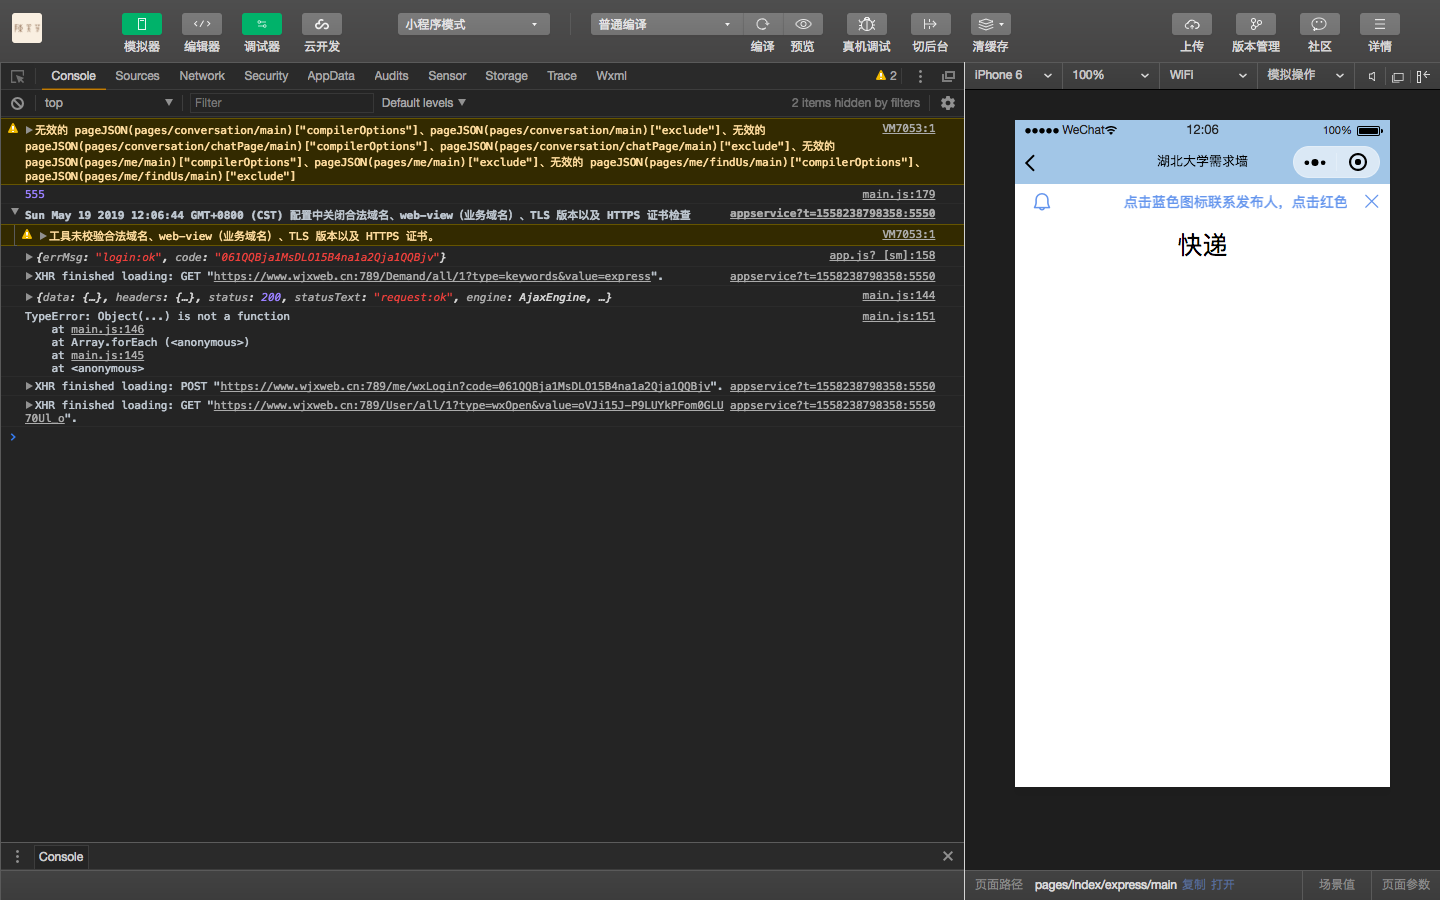 模拟器 编辑器 调试器 云开发
小程序模式 普通编译
编译 预览 真机调试 切后台 清缓存
上传 版本管理 社区 详情
Console Sources Network Security AppData Audits Sensor Storage Trace Wxml 2
top Filter Default levels 2 items hidden by filters
无效的 pageJSON(pages/conversation/main)["compilerOptions"]、pageJSON(pages/conversation/main)["exclude"]、无效的 VM7053:1
pageJSON(pages/conversation/chatPage/main)["compilerOptions"]、pageJSON(pages/conversation/chatPage/main)["exclude"]、无效的
pageJSON(pages/me/main)["compilerOptions"]、pageJSON(pages/me/main)["exclude"]、无效的 pageJSON(pages/me/findUs/main)["compilerOptions"]、
pageJSON(pages/me/findUs/main)["exclude"]
555 main.js:179
Sun May 19 2019 12:06:44 GMT+0800 (CST) 配置中关闭合法域名、web-view（业务域名）、TLS 版本以及 HTTPS 证书检查 appservice?t=1558238798358:5550
工具未校验合法域名、web-view（业务域名）、TLS 版本以及 HTTPS 证书。 VM7053:1
{errMsg: "login:ok", code: "061QQBja1MsDLO15B4na1a2Qja1QQBjv"} app.js? [sm]:158
XHR finished loading: GET "https://www.wjxweb.cn:789/Demand/all/1?type=keywords&value=express". appservice?t=1558238798358:5550
{data: {…}, headers: {…}, status: 200, statusText: "request:ok", engine: AjaxEngine, …} main.js:144
TypeError: Object(...) is not a function main.js:151
at main.js:146
at Array.forEach (<anonymous>)
at main.js:145
at <anonymous>
XHR finished loading: POST "https://www.wjxweb.cn:789/me/wxLogin?code=061QQBja1MsDLO15B4na1a2Qja1QQBjv". appservice?t=1558238798358:5550
XHR finished loading: GET "https://www.wjxweb.cn:789/User/all/1?type=wxOpen&value=oVJi15J-P9LUYkPFom0GLU appservice?t=1558238798358:5550
70Ul_o".
Console
iPhone 6 100% WiFi 模拟操作
WeChat 12:06 100%
湖北大学需求墙
点击蓝色图标联系发布人，点击红色
快递
页面路径 pages/index/express/main 复制 打开 场景值 页面参数